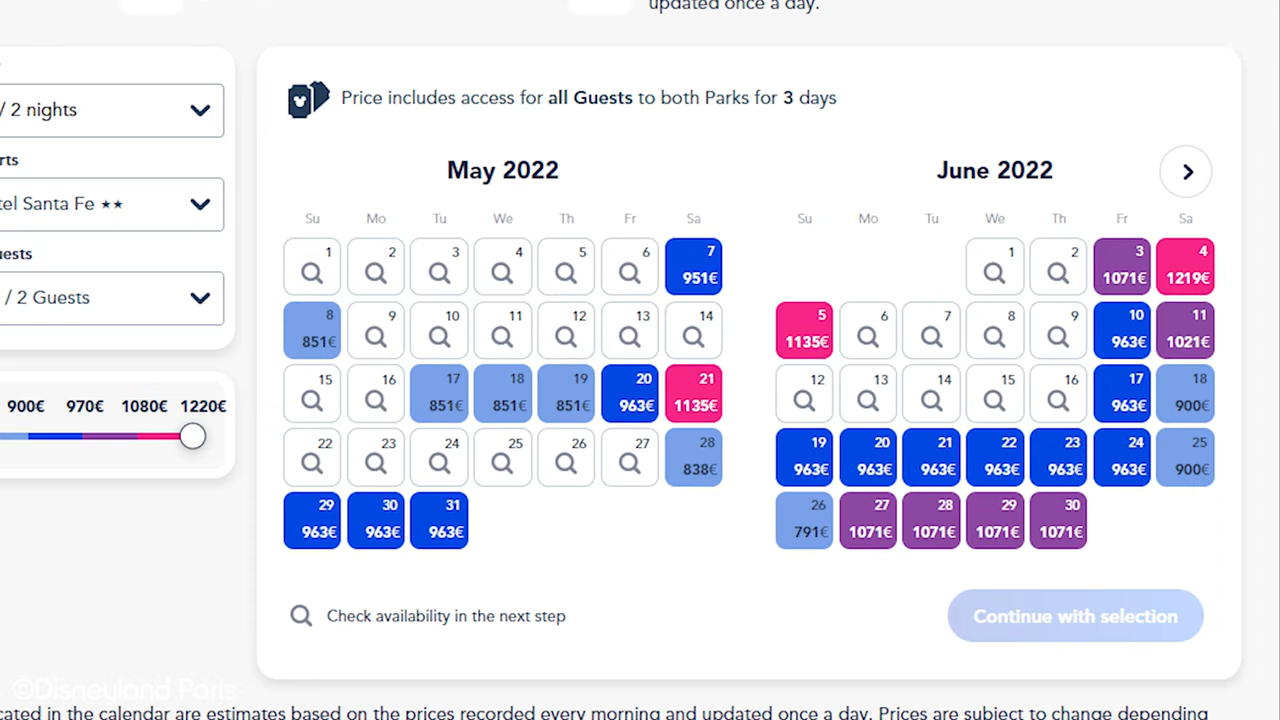 updated once a day.
/ 2 nights
rts
tel Santa Fe ★★
uests
/ 2 Guests
900€ 970€ 1080€ 1220€
Price includes access for all Guests to both Parks for 3 days
May 2022
Su Mo Tu We Th Fr Sa
1 2 3 4 5 6 7
951€
8 9 10 11 12 13 14
851€
15 16 17 18 19 20 21
851€ 851€ 851€ 963€ 1135€
22 23 24 25 26 27 28
838€
29 30 31
963€ 963€ 963€
June 2022
Su Mo Tu We Th Fr Sa
1 2 3 4
1071€ 1219€
5 6 7 8 9 10 11
1135€ 963€ 1021€
12 13 14 15 16 17 18
963€ 900€
19 20 21 22 23 24 25
963€ 963€ 963€ 963€ 963€ 963€ 900€
26 27 28 29 30
791€ 1071€ 1071€ 1071€ 1071€
Check availability in the next step
Continue with selection
©Disneyland Paris
cated in the calendar are estimates based on the prices recorded every morning and updated once a day. Prices are subject to change depending